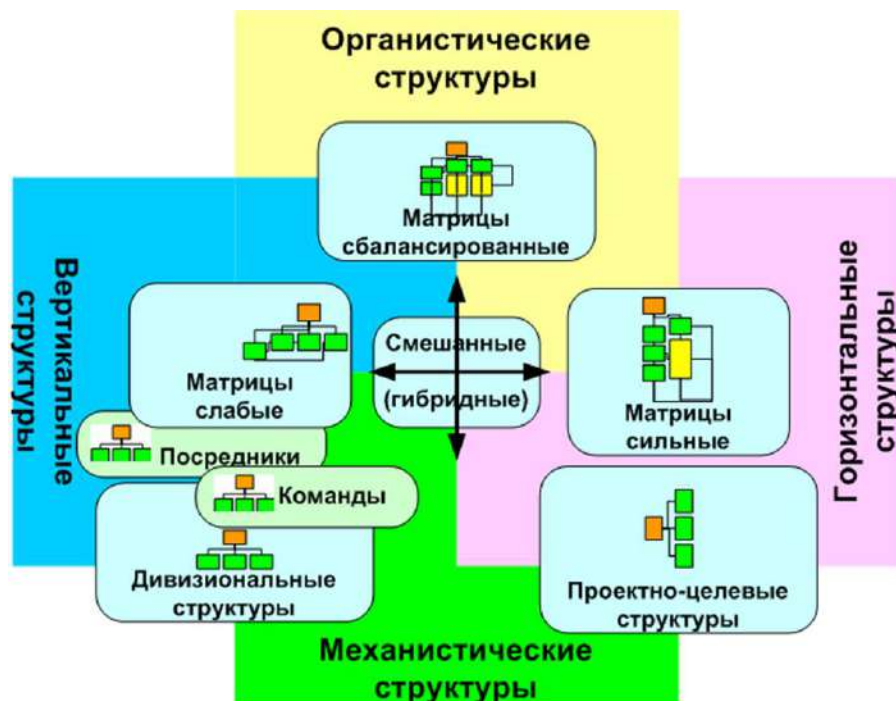 Органистические
структуры
Матрицы
сбалансированные
Вертикальные
структуры
Матрицы
слабые
Смешанные
(гибридные)
Матрицы
сильные
Горизонтальные
структуры
Посредники
Команды
Дивизиональные
структуры
Проектно-целевые
структуры
Механистические
структуры